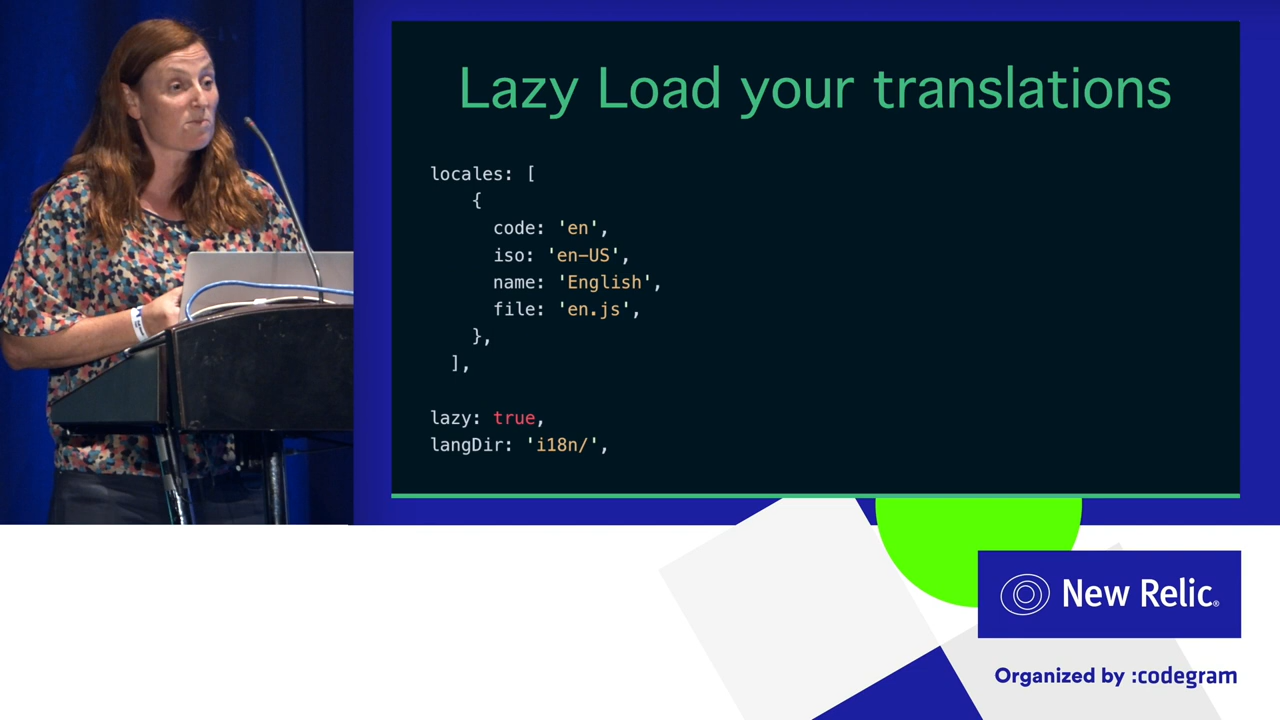 Lazy Load your translations
locales: [
{
code: 'en',
iso: 'en-US',
name: 'English',
file: 'en.js',
},
],
lazy: true,
langDir: 'i18n/',
New Relic®
Organized by :codegram